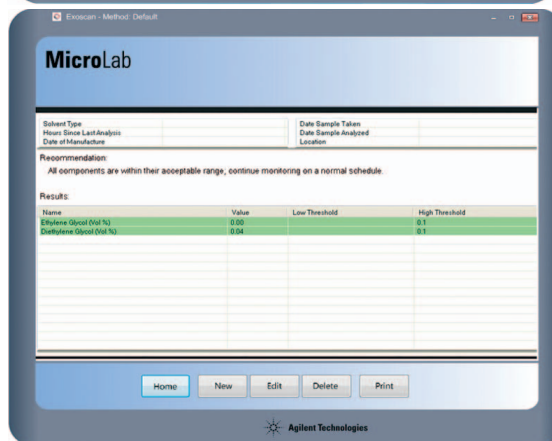 Exoscan - Method: Default
MicroLab
Solvent Type
Hours Since Last Analysis
Date of Manufacture
Date Sample Taken
Date Sample Analyzed
Location
Recommendation:
All components are within their acceptable range, continue monitoring on a normal schedule.
Results:
Name Value Low Threshold High Threshold
Ethylene Glycol (Vol %) 0.00 0.1
Diethylene Glycol (Vol %) 0.04 0.1
Home New Edit Delete Print
Agilent Technologies